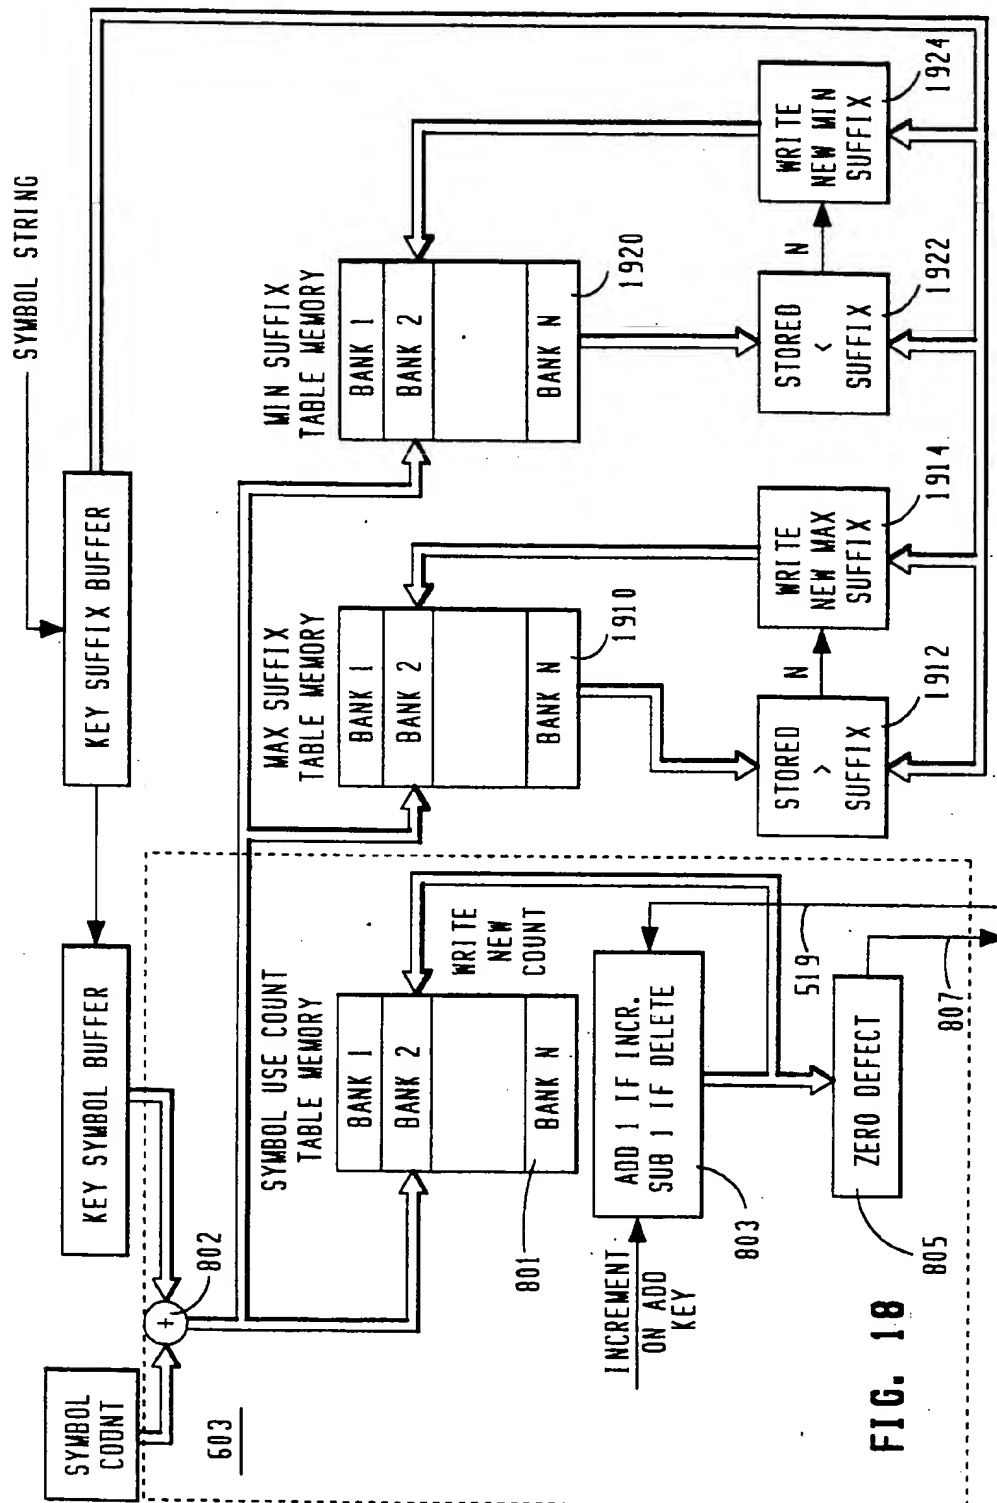 SYMBOL STRING
SYMBOL
COUNT
KEY SYMBOL BUFFER
KEY SUFFIX BUFFER
+
802
603
SYMBOL USE COUNT
TABLE MEMORY
BANK 1
BANK 2
BANK N
801
WRITE
NEW
COUNT
MAX SUFFIX
TABLE MEMORY
BANK 1
BANK 2
BANK N
1910
MIN SUFFIX
TABLE MEMORY
BANK 1
BANK 2
BANK N
1920
INCREMENT
ON ADD
KEY
ADD 1 IF INCR.
SUB 1 IF DELETE
803
519
ZERO DEFECT
805
807
STORED
>
SUFFIX
1912
N
WRITE
NEW MAX
SUFFIX
1914
STORED
<
SUFFIX
1922
N
WRITE
NEW MIN
SUFFIX
1924
FIG. 18